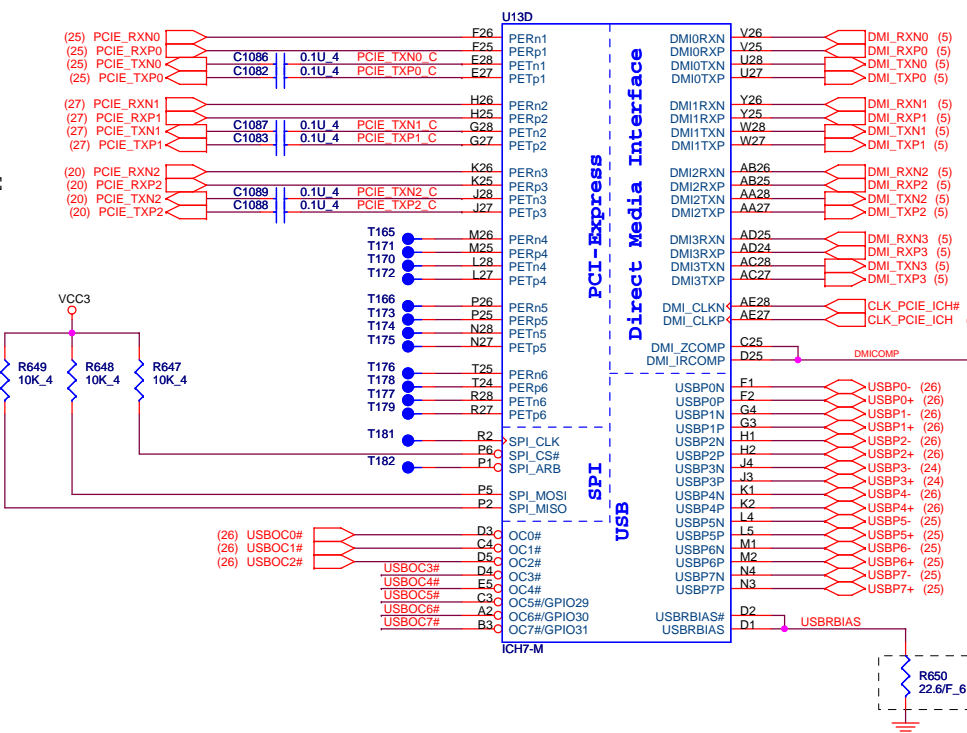 U13D
(25) PCIE_RXN0 F26 PERn1 DMI0RXN V26 DMI_RXN0 (5)
(25) PCIE_RXP0 F25 PERp1 DMI0RXP V25 DMI_RXP0 (5)
(25) PCIE_TXN0 C1086 0.1U_4 PCIE_TXN0_C E28 PETn1 DMI0TXN U28 DMI_TXN0 (5)
(25) PCIE_TXP0 C1082 0.1U_4 PCIE_TXP0_C E27 PETp1 DMI0TXP U27 DMI_TXP0 (5)
(27) PCIE_RXN1 H26 PERn2 DMI1RXN Y26 DMI_RXN1 (5)
(27) PCIE_RXP1 H25 PERp2 DMI1RXP Y25 DMI_RXP1 (5)
(27) PCIE_TXN1 C1087 0.1U_4 PCIE_TXN1_C G28 PETn2 DMI1TXN W28 DMI_TXN1 (5)
(27) PCIE_TXP1 C1083 0.1U_4 PCIE_TXP1_C G27 PETp2 DMI1TXP W27 DMI_TXP1 (5)
(20) PCIE_RXN2 K26 PERn3 DMI2RXN AB26 DMI_RXN2 (5)
(20) PCIE_RXP2 K25 PERp3 DMI2RXP AB25 DMI_RXP2 (5)
(20) PCIE_TXN2 C1089 0.1U_4 PCIE_TXN2_C J28 PETn3 DMI2TXN AA28 DMI_TXN2 (5)
(20) PCIE_TXP2 C1088 0.1U_4 PCIE_TXP2_C J27 PETp3 DMI2TXP AA27 DMI_TXP2 (5)
T165 M26 PERn4 DMI3RXN AD25 DMI_RXN3 (5)
T171 M25 PERp4 DMI3RXP AD24 DMI_RXP3 (5)
T170 L28 PETn4 DMI3TXN AC28 DMI_TXN3 (5)
T172 L27 PETp4 DMI3TXP AC27 DMI_TXP3 (5)
PCI-Express
Direct Media Interface
T166 P26 PERn5 DMI_CLKN AE28 CLK_PCIE_ICH#
T173 P25 PERp5 DMI_CLKP AE27 CLK_PCIE_ICH
T174 N28 PETn5
T175 N27 PETp5 DMI_ZCOMP C25
DMI_IRCOMP D25 DMICOMP
VCC3
R649 10K_4
R648 10K_4
R647 10K_4
T176 T25 PERn6
T178 T24 PERp6 USBP0N F1 USBP0- (26)
T177 R28 PETn6 USBP0P F2 USBP0+ (26)
T179 R27 PETp6 USBP1N G4 USBP1- (26)
USBP1P G3 USBP1+ (26)
T181 R2 SPI_CLK USBP2N H1 USBP2- (26)
P6 SPI_CS# USBP2P H2 USBP2+ (26)
T182 P1 SPI_ARB USBP3N J4 USBP3- (24)
USBP3P J3 USBP3+ (24)
P5 SPI_MOSI USBP4N K1 USBP4- (26)
P2 SPI_MISO USBP4P K2 USBP4+ (26)
SPI
USB
USBP5N L4 USBP5- (25)
(26) USBOC0# D3 OC0# USBP5P L5 USBP5+ (25)
(26) USBOC1# C4 OC1# USBP6N M1 USBP6- (25)
(26) USBOC2# D5 OC2# USBP6P M2 USBP6+ (25)
USBOC3# D4 OC3# USBP7N N4 USBP7- (25)
USBOC4# E5 OC4# USBP7P N3 USBP7+ (25)
USBOC5# C3 OC5#/GPIO29
USBOC6# A2 OC6#/GPIO30 USBRBIAS# D2
USBOC7# B3 OC7#/GPIO31 USBRBIAS D1 USBRBIAS
ICH7-M
R650
22.6/F_6